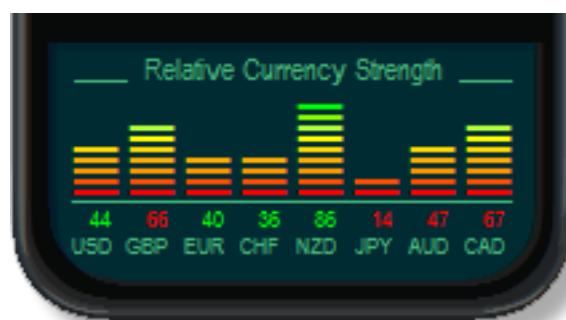 Relative Currency Strength
44 66 40 36 86 14 47 67
USD GBP EUR CHF NZD JPY AUD CAD